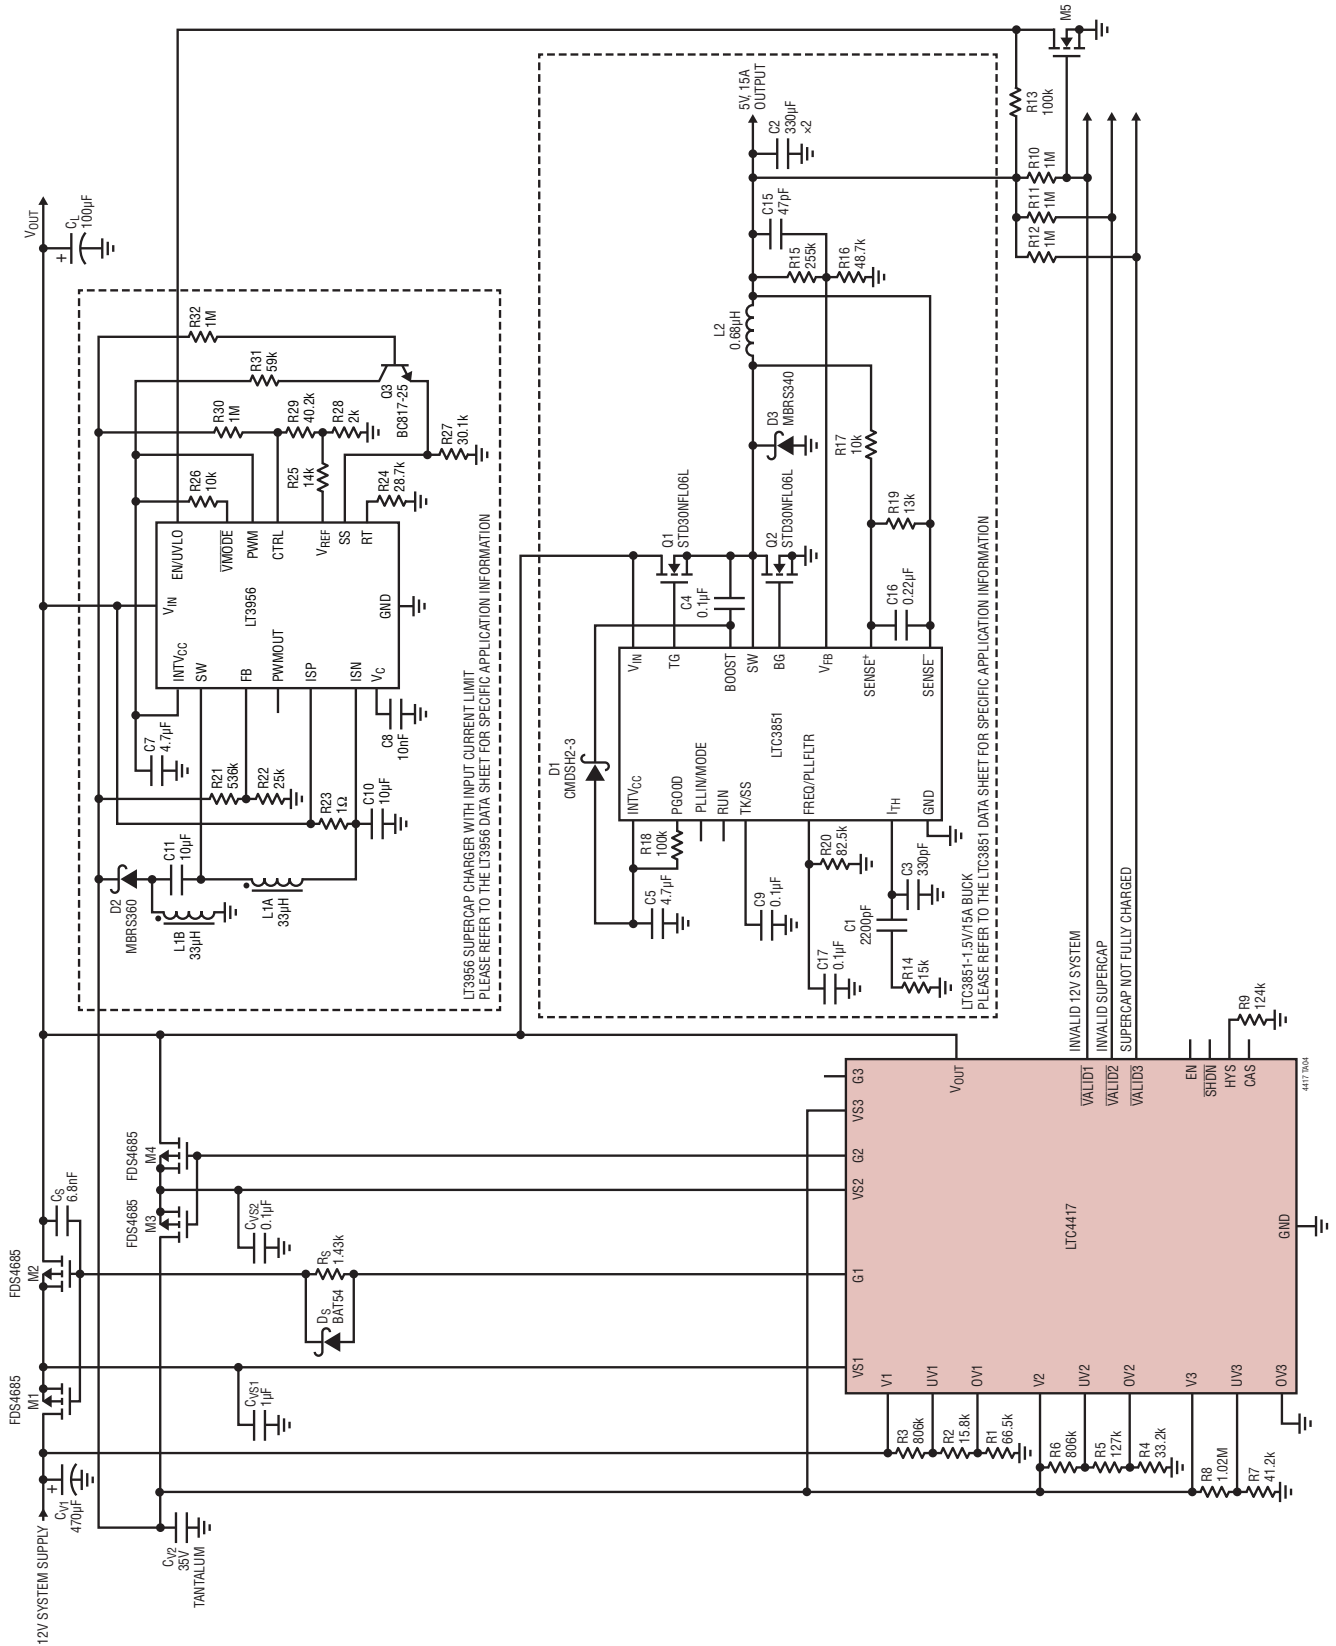 12V SYSTEM SUPPLY
CV1
470µF
CV2
35V
TANTALUM
FDS4685
M1
FDS4685
M2
CS
6.8nF
FDS4685
M3
FDS4685
M4
CVS1
1µF
CVS2
0.1µF
DS
BAT54
RS
1.43k
VOUT
CL
100µF
D2
MBRS360
L1B
33µH
C11
10µF
L1A
33µH
R21
536k
R22
25k
R23
1Ω
C10
10µF
C7
4.7µF
C8
10nF
INTVCC
SW
FB
PWMOUT
ISP
ISN
VC
VIN
LT3956
GND
EN/UVLO
VMODE
PWM
CTRL
VREF
SS
RT
R26
10k
R30
1M
R29
40.2k
R28
2k
R25
14k
R24
28.7k
R27
30.1k
R31
59k
R32
1M
Q3
BC817-25
LT3956 SUPERCAP CHARGER WITH INPUT CURRENT LIMIT
PLEASE REFER TO THE LT3956 DATA SHEET FOR SPECIFIC APPLICATION INFORMATION
D1
CMDSH2-3
INTVCC
PGOOD
PLLIN/MODE
RUN
TK/SS
FREQ/PLLFLTR
ITH
GND
LTC3851
VIN
TG
BOOST
SW
BG
VFB
SENSE+
SENSE–
R18
100k
C5
4.7µF
C9
0.1µF
R20
82.5k
C17
0.1µF
C1
2200pF
C3
330pF
R14
15k
C4
0.1µF
Q1
STD30NFL06L
Q2
STD30NFL06L
D3
MBRS340
L2
0.68µH
R17
10k
R19
13k
C16
0.22µF
R15
255k
R16
48.7k
C15
47pF
C2
330µF
×2
5V, 15A
OUTPUT
LTC3851-1.5V/15A BUCK
PLEASE REFER TO THE LTC3851 DATA SHEET FOR SPECIFIC APPLICATION INFORMATION
R13
100k
M5
R12
1M
R11
1M
R10
1M
INVALID 12V SYSTEM
INVALID SUPERCAP
SUPERCAP NOT FULLY CHARGED
VS1
G1
VS2
G2
VS3
G3
V1
UV1
OV1
V2
UV2
OV2
V3
UV3
OV3
LTC4417
GND
VOUT
VALID1
VALID2
VALID3
EN
SHDN
HYS
CAS
R3
806k
R2
15.8k
R1
66.5k
R6
806k
R5
127k
R4
33.2k
R8
1.02M
R7
41.2k
R9
124k
4417 TA04